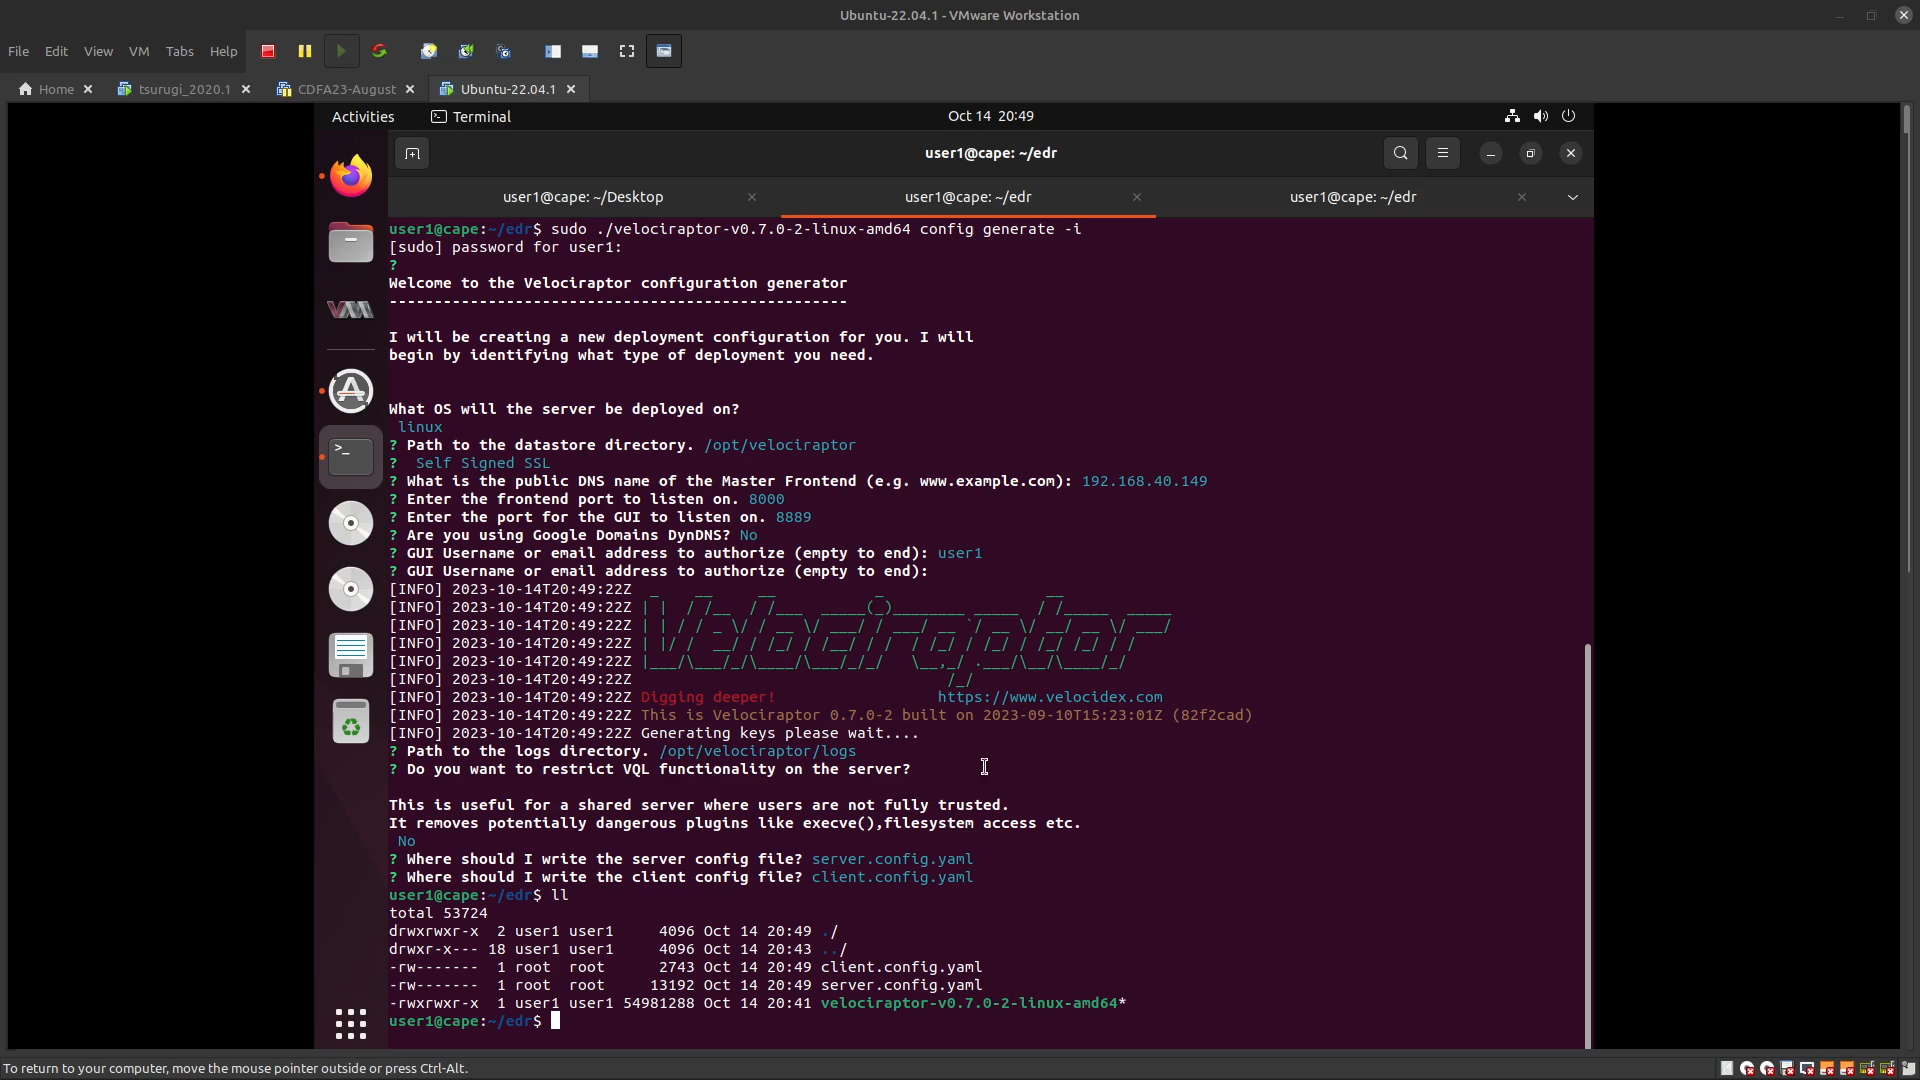 Ubuntu-22.04.1 - VMware Workstation
File Edit View VM Tabs Help
Home tsurugi_2020.1 CDFA23-August Ubuntu-22.04.1
Activities Terminal Oct 14 20:49
user1@cape: ~/edr
user1@cape: ~/Desktop user1@cape: ~/edr user1@cape: ~/edr
user1@cape:~/edr$ sudo ./velociraptor-v0.7.0-2-linux-amd64 config generate -i
[sudo] password for user1:
?
Welcome to the Velociraptor configuration generator
---------------------------------------------------
I will be creating a new deployment configuration for you. I will
begin by identifying what type of deployment you need.
What OS will the server be deployed on?
linux
? Path to the datastore directory. /opt/velociraptor
? Self Signed SSL
? What is the public DNS name of the Master Frontend (e.g. www.example.com): 192.168.40.149
? Enter the frontend port to listen on. 8000
? Enter the port for the GUI to listen on. 8889
? Are you using Google Domains DynDNS? No
? GUI Username or email address to authorize (empty to end): user1
? GUI Username or email address to authorize (empty to end):
[INFO] 2023-10-14T20:49:22Z
[INFO] 2023-10-14T20:49:22Z
[INFO] 2023-10-14T20:49:22Z Velociraptor
[INFO] 2023-10-14T20:49:22Z
[INFO] 2023-10-14T20:49:22Z
[INFO] 2023-10-14T20:49:22Z
[INFO] 2023-10-14T20:49:22Z Digging deeper! https://www.velocidex.com
[INFO] 2023-10-14T20:49:22Z This is Velociraptor 0.7.0-2 built on 2023-09-10T15:23:01Z (82f2cad)
[INFO] 2023-10-14T20:49:22Z Generating keys please wait....
? Path to the logs directory. /opt/velociraptor/logs
? Do you want to restrict VQL functionality on the server?
This is useful for a shared server where users are not fully trusted.
It removes potentially dangerous plugins like execve(),filesystem access etc.
No
? Where should I write the server config file? server.config.yaml
? Where should I write the client config file? client.config.yaml
user1@cape:~/edr$ ll
total 53724
drwxrwxr-x 2 user1 user1 4096 Oct 14 20:49 ./
drwxr-x--- 18 user1 user1 4096 Oct 14 20:43 ../
-rw------- 1 root root 2743 Oct 14 20:49 client.config.yaml
-rw------- 1 root root 13192 Oct 14 20:49 server.config.yaml
-rwxrwxr-x 1 user1 user1 54981288 Oct 14 20:41 velociraptor-v0.7.0-2-linux-amd64*
user1@cape:~/edr$
To return to your computer, move the mouse pointer outside or press Ctrl-Alt.